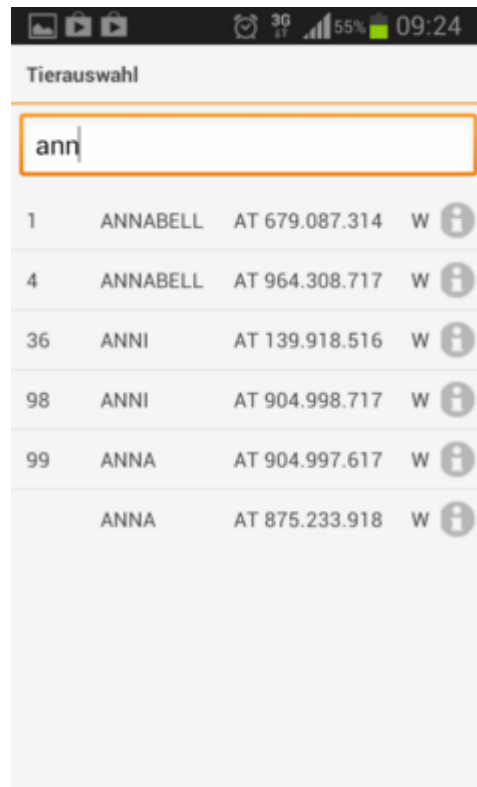 3G 55% 09:24
Tierauswahl
ann
1 ANNABELL AT 679.087.314 W
4 ANNABELL AT 964.308.717 W
36 ANNI AT 139.918.516 W
98 ANNI AT 904.998.717 W
99 ANNA AT 904.997.617 W
ANNA AT 875.233.918 W